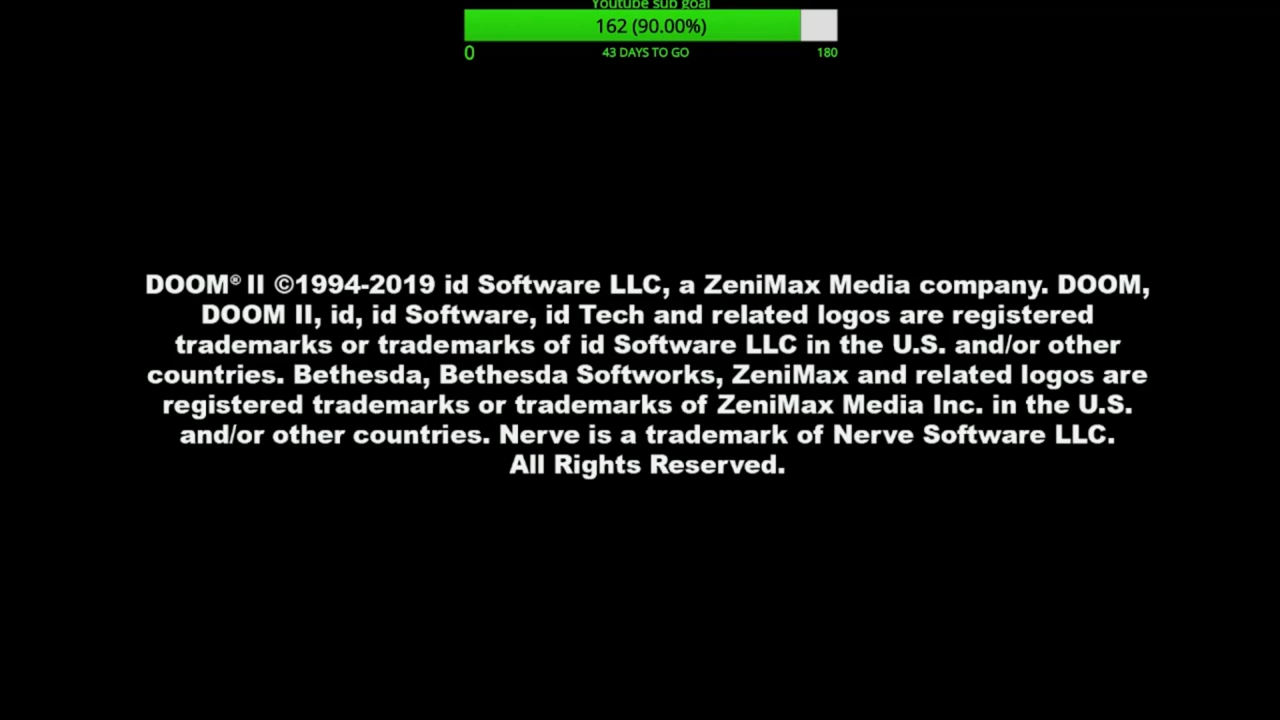 Youtube sub goal
162 (90.00%)
0 43 DAYS TO GO 180
DOOM® II ©1994-2019 id Software LLC, a ZeniMax Media company. DOOM,
DOOM II, id, id Software, id Tech and related logos are registered
trademarks or trademarks of id Software LLC in the U.S. and/or other
countries. Bethesda, Bethesda Softworks, ZeniMax and related logos are
registered trademarks or trademarks of ZeniMax Media Inc. in the U.S.
and/or other countries. Nerve is a trademark of Nerve Software LLC.
All Rights Reserved.